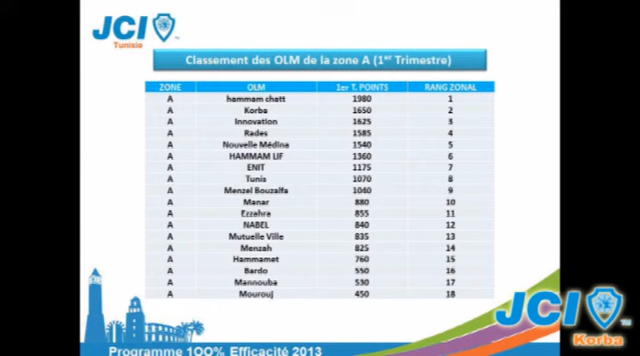 JCI
Tunisie
Classement des OLM de la zone A (1er Trimestre)
ZONE OLM 1er T. POINTS RANG ZONAL
A hammam chatt 1980 1
A Korba 1650 2
A Innovation 1625 3
A Rades 1585 4
A Nouvelle Médina 1540 5
A HAMMAM LIF 1360 6
A ENIT 1175 7
A Tunis 1070 8
A Menzel Bouzalfa 1040 9
A Manar 880 10
A Ezzahra 855 11
A NABEL 840 12
A Mutuelle Ville 835 13
A Menzah 825 14
A Hammamet 760 15
A Bardo 550 16
A Mannouba 530 17
A Mourouj 450 18
JCI
Korba
Programme 100% Efficacité 2013